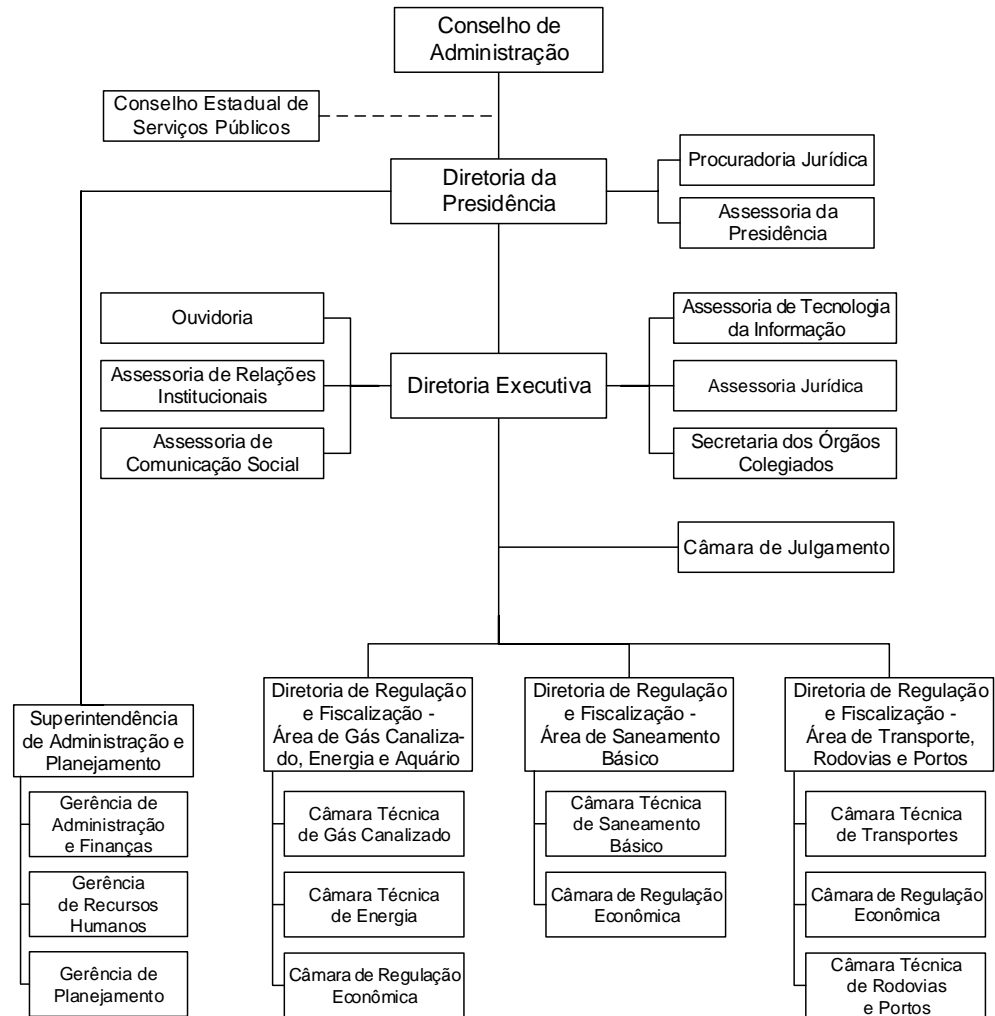 Conselho de
Administração
Conselho Estadual de
Serviços Públicos
Diretoria da
Presidência
Procuradoria Jurídica
Assessoria da
Presidência
Ouvidoria
Assessoria de Relações
Institucionais
Assessoria de
Comunicação Social
Diretoria Executiva
Assessoria de Tecnologia
da Informação
Assessoria Jurídica
Secretaria dos Órgãos
Colegiados
Câmara de Julgamento
Superintendência
de Administração e
Planejamento
Gerência de
Administração
e Finanças
Gerência
de Recursos
Humanos
Gerência de
Planejamento
Diretoria de Regulação
e Fiscalização -
Área de Gás Canaliza-
do, Energia e Aquário
Câmara Técnica
de Gás Canalizado
Câmara Técnica
de Energia
Câmara de Regulação
Econômica
Diretoria de Regulação
e Fiscalização -
Área de Saneamento
Básico
Câmara Técnica
de Saneamento
Básico
Câmara de Regulação
Econômica
Diretoria de Regulação
e Fiscalização -
Área de Transporte,
Rodovias e Portos
Câmara Técnica
de Transportes
Câmara de Regulação
Econômica
Câmara Técnica
de Rodovias
e Portos